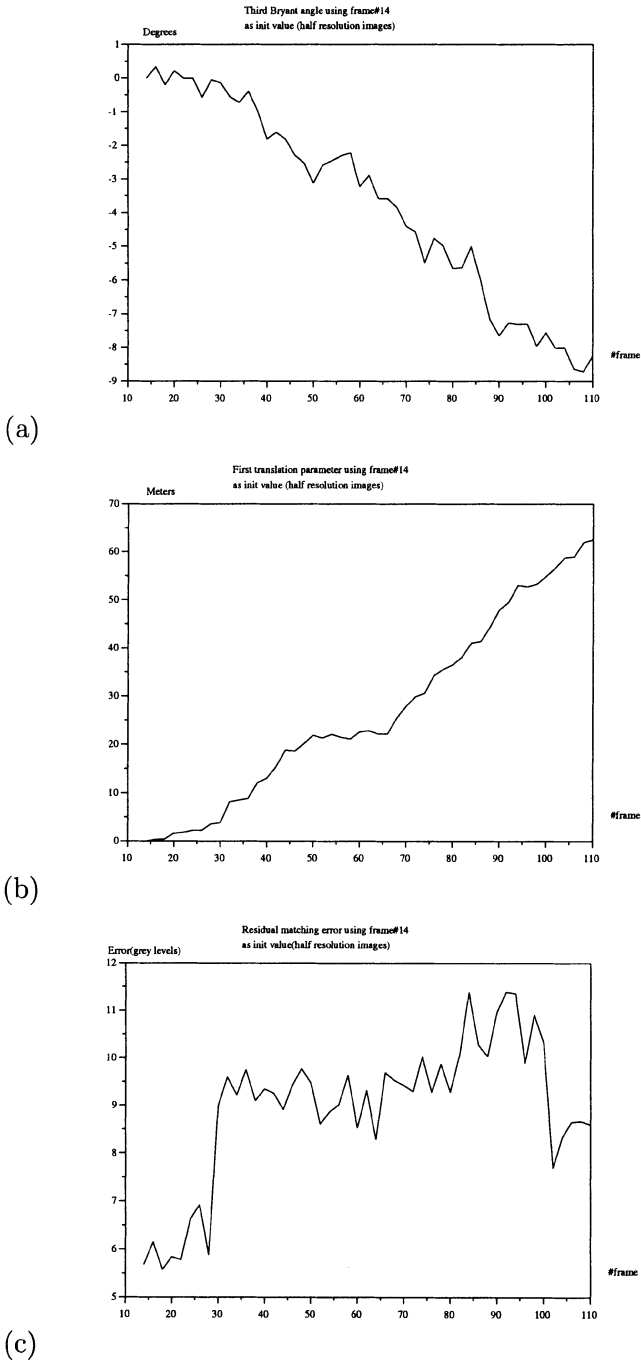 Third Bryant angle using frame#14
as init value (half resolution images)
Degrees
1
0
-1
-2
-3
-4
-5
-6
-7
-8
-9
10 20 30 40 50 60 70 80 90 100 110
#frame
(a)
First translation parameter using frame#14
as init value (half resolution images)
Meters
70
60
50
40
30
20
10
0
10 20 30 40 50 60 70 80 90 100 110
#frame
(b)
Residual matching error using frame#14
as init value(half resolution images)
Error(grey levels)
12
11
10
9
8
7
6
5
10 20 30 40 50 60 70 80 90 100 110
#frame
(c)